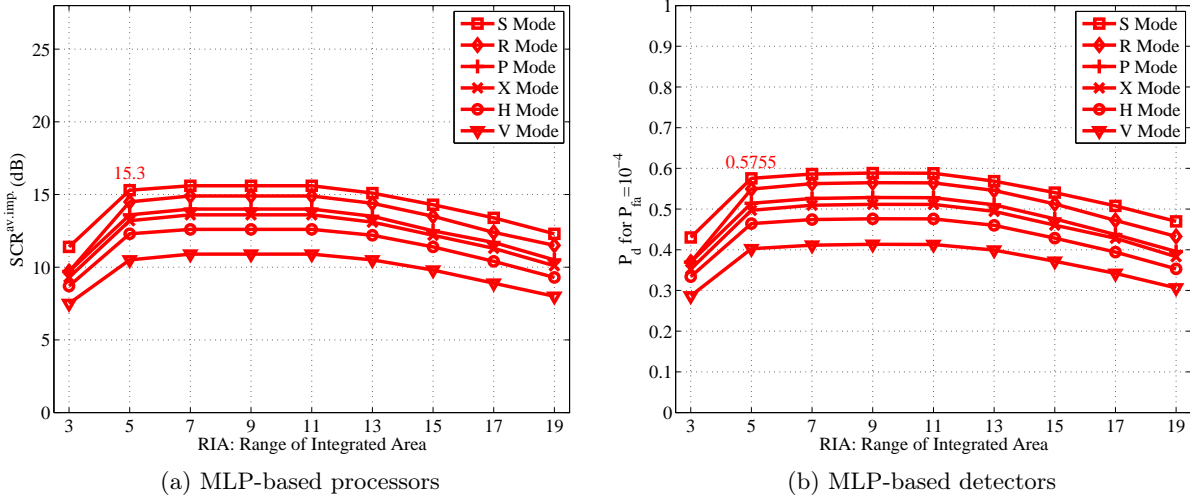 25
20
15
10
5
0
SCR^av. imp. (dB)
15.3
S Mode
R Mode
P Mode
X Mode
H Mode
V Mode
3 5 7 9 11 13 15 17 19
RIA: Range of Integrated Area
(a) MLP-based processors
1
0.9
0.8
0.7
0.6
0.5
0.4
0.3
0.2
0.1
0
P_d for P_fa=10^-4
0.5755
S Mode
R Mode
P Mode
X Mode
H Mode
V Mode
3 5 7 9 11 13 15 17 19
RIA: Range of Integrated Area
(b) MLP-based detectors